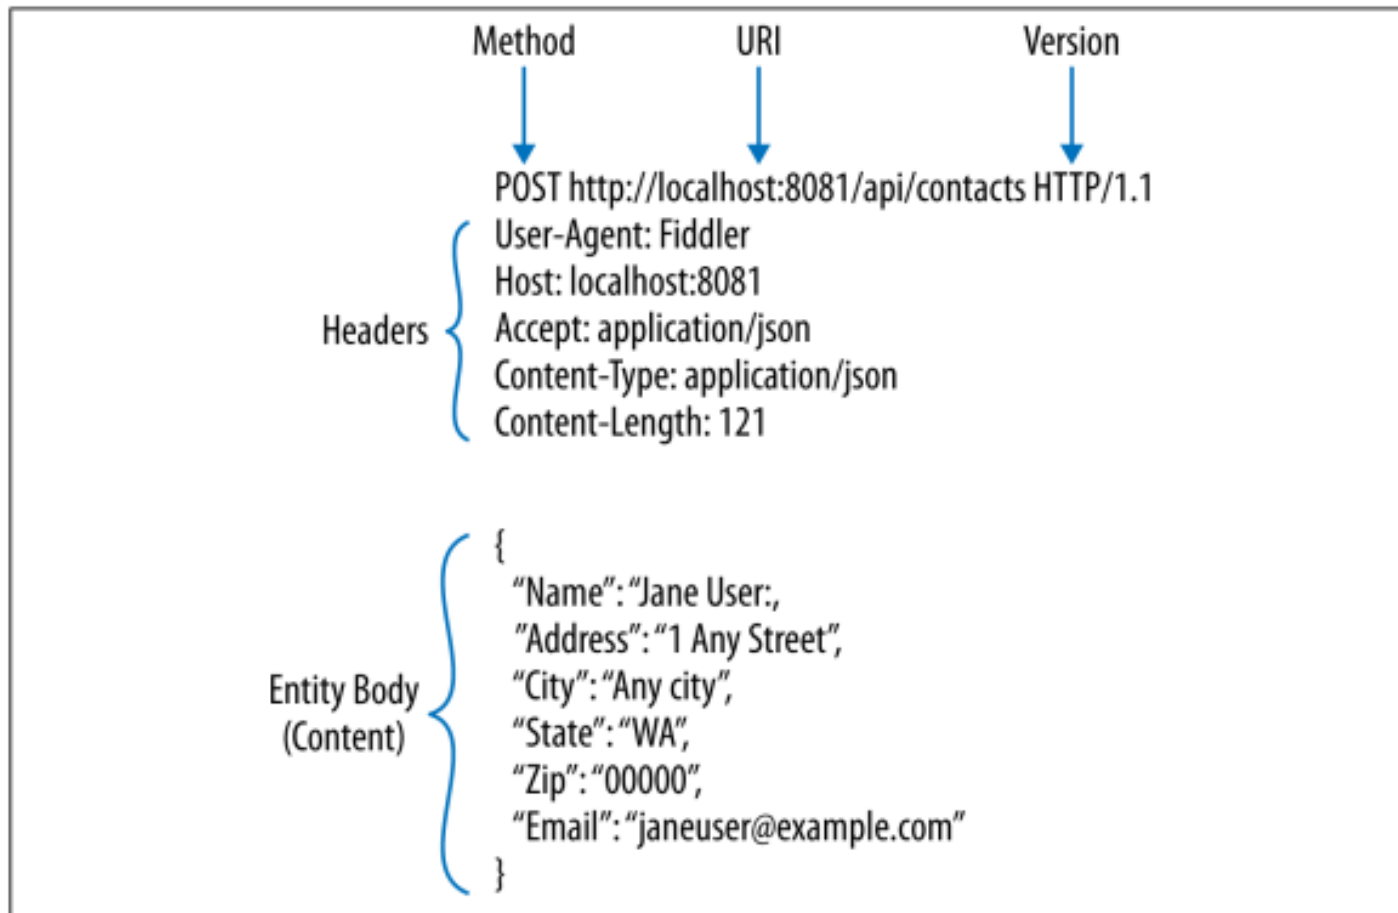 Method URI Version
POST http://localhost:8081/api/contacts HTTP/1.1
User-Agent: Fiddler
Host: localhost:8081
Headers
Accept: application/json
Content-Type: application/json
Content-Length: 121
{
“Name”: “Jane User:,
”Address”: “1 Any Street”,
“City”: “Any city”,
Entity Body
(Content)
“State”: “WA”,
“Zip”: “00000”,
“Email”: “janeuser@example.com”
}